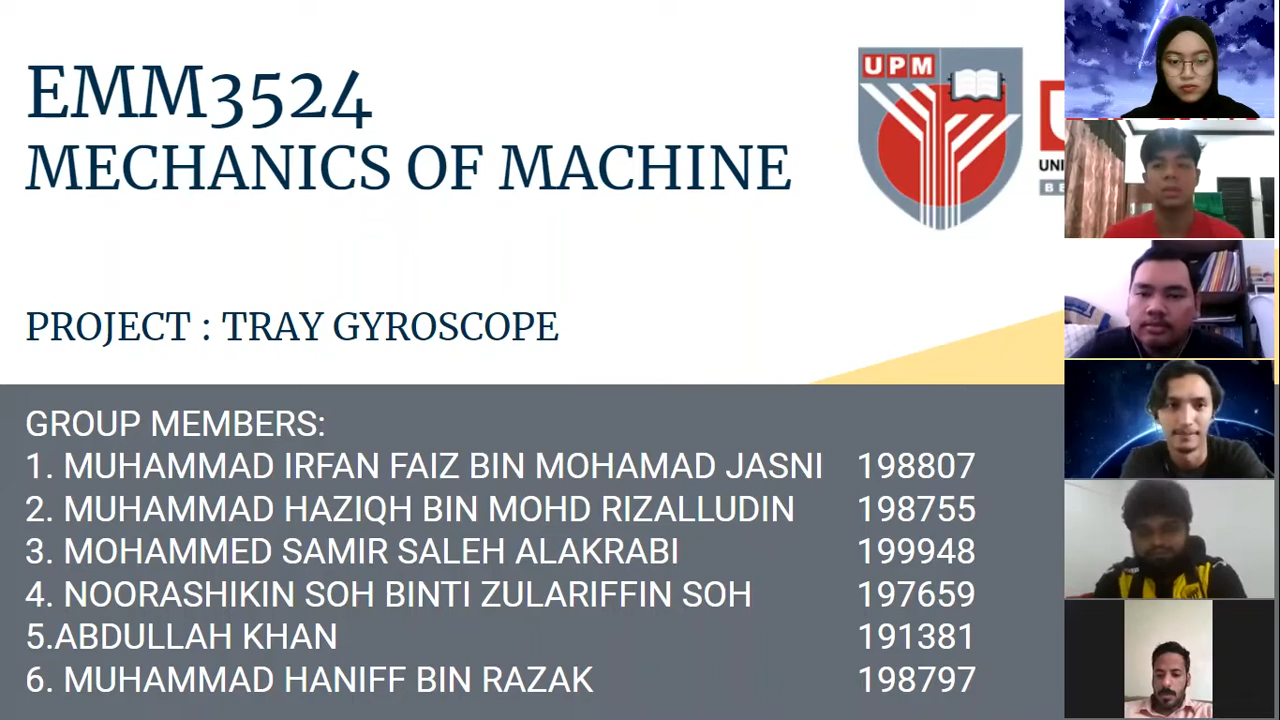 EMM3524
MECHANICS OF MACHINE
UPM
UNI
BE
PROJECT : TRAY GYROSCOPE
GROUP MEMBERS:
1. MUHAMMAD IRFAN FAIZ BIN MOHAMAD JASNI 198807
2. MUHAMMAD HAZIQH BIN MOHD RIZALLUDIN 198755
3. MOHAMMED SAMIR SALEH ALAKRABI 199948
4. NOORASHIKIN SOH BINTI ZULARIFFIN SOH 197659
5.ABDULLAH KHAN 191381
6. MUHAMMAD HANIFF BIN RAZAK 198797